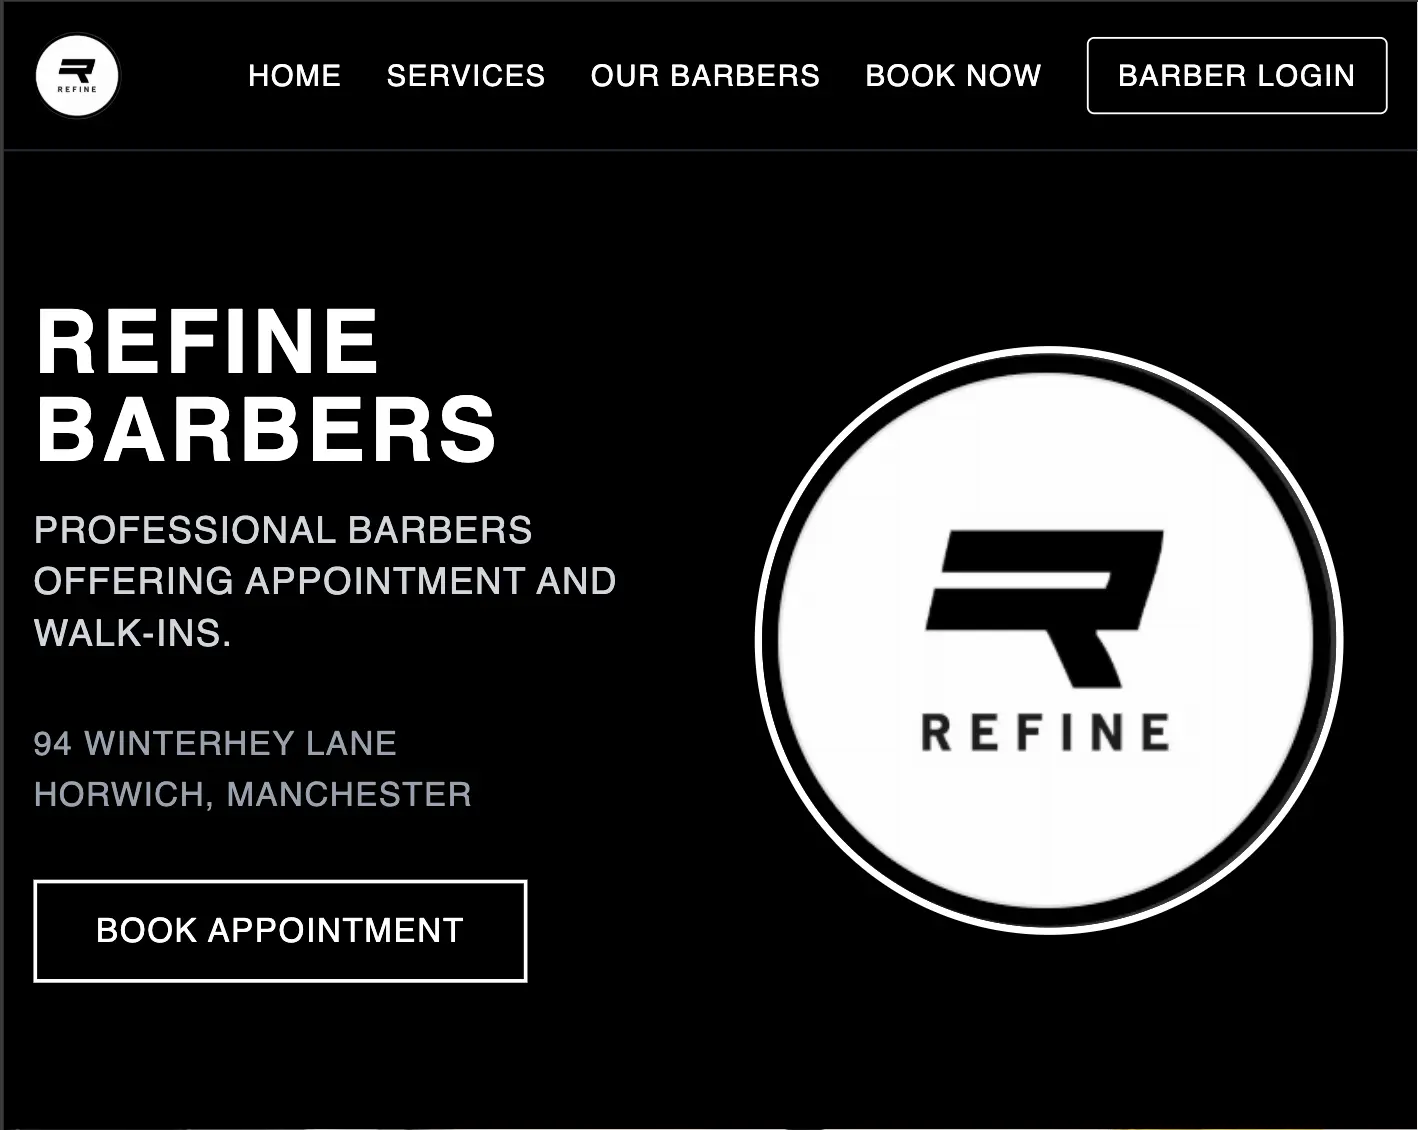 REFINE
HOME
SERVICES
OUR BARBERS
BOOK NOW
BARBER LOGIN
REFINE
BARBERS
PROFESSIONAL BARBERS
OFFERING APPOINTMENT AND
WALK-INS.
94 WINTERHEY LANE
HORWICH, MANCHESTER
BOOK APPOINTMENT
R
REFINE